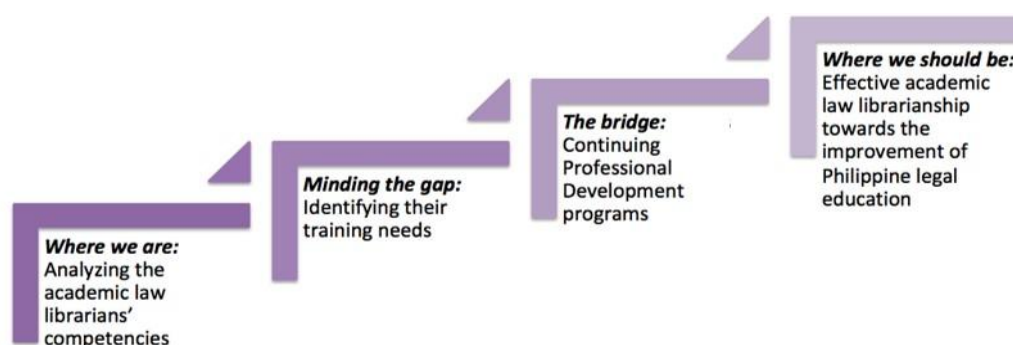 Where we are:
Analyzing the
academic law
librarians'
competencies
Minding the gap:
Identifying their
training needs
The bridge:
Continuing
Professional
Development
programs
Where we should be:
Effective academic
law librarianship
towards the
improvement of
Philippine legal
education